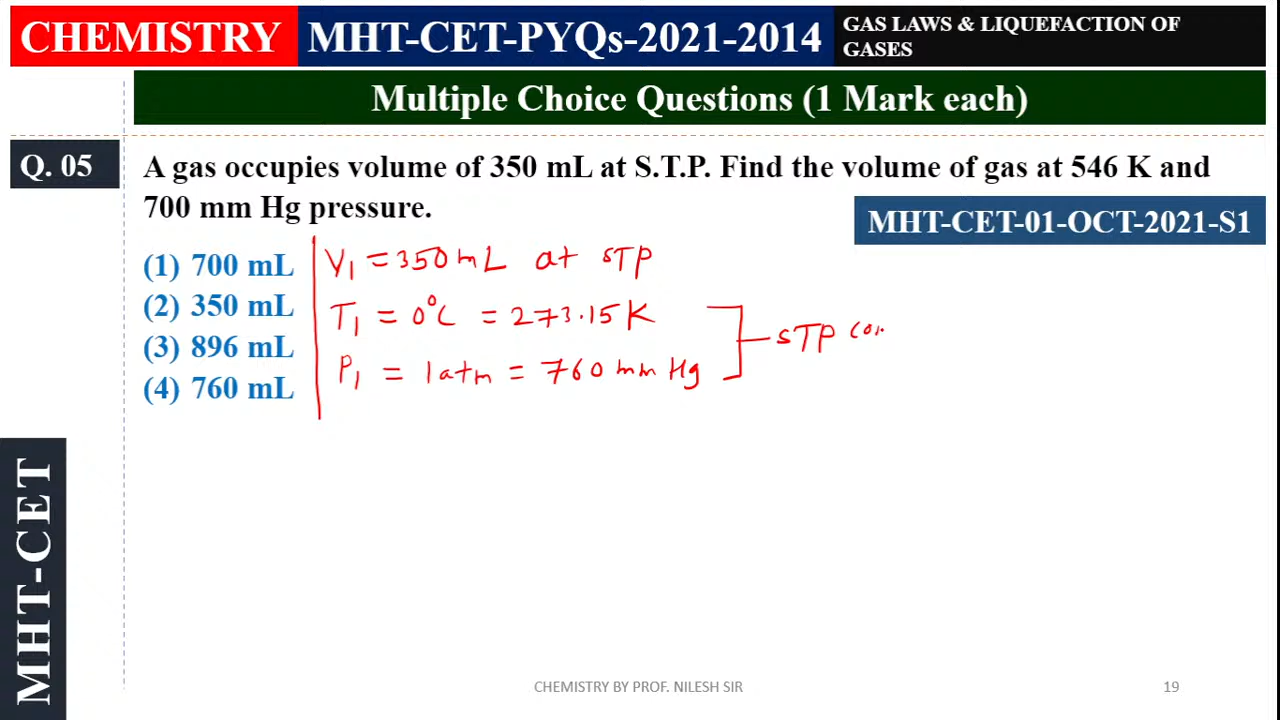 CHEMISTRY
MHT-CET-PYQs-2021-2014
GAS LAWS & LIQUEFACTION OF
GASES
Multiple Choice Questions (1 Mark each)
Q. 05
A gas occupies volume of 350 mL at S.T.P. Find the volume of gas at 546 K and
700 mm Hg pressure.
MHT-CET-01-OCT-2021-S1
(1) 700 mL
(2) 350 mL
(3) 896 mL
(4) 760 mL
V₁ = 350 mL at STP
T₁ = 0°C = 273.15 K
P₁ = 1 atm = 760 mm Hg
STP
MHT-CET
CHEMISTRY BY PROF. NILESH SIR
19